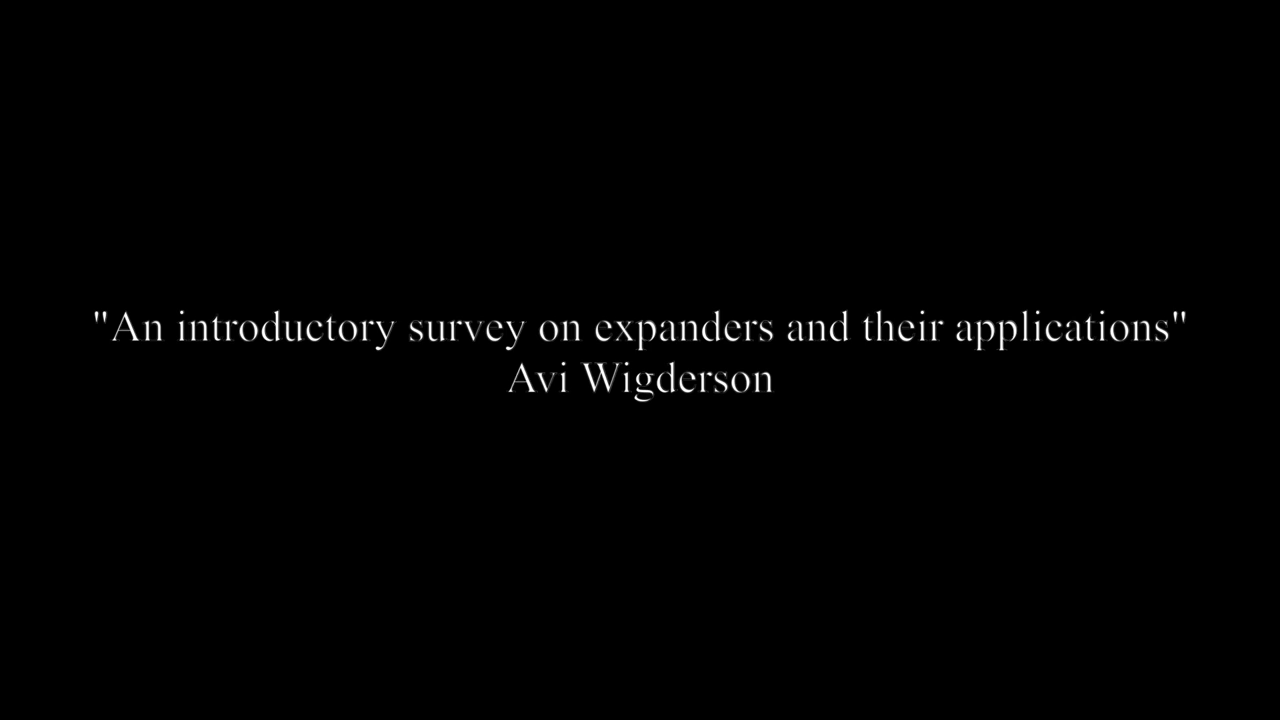 "An introductory survey on expanders and their applications"
Avi Wigderson